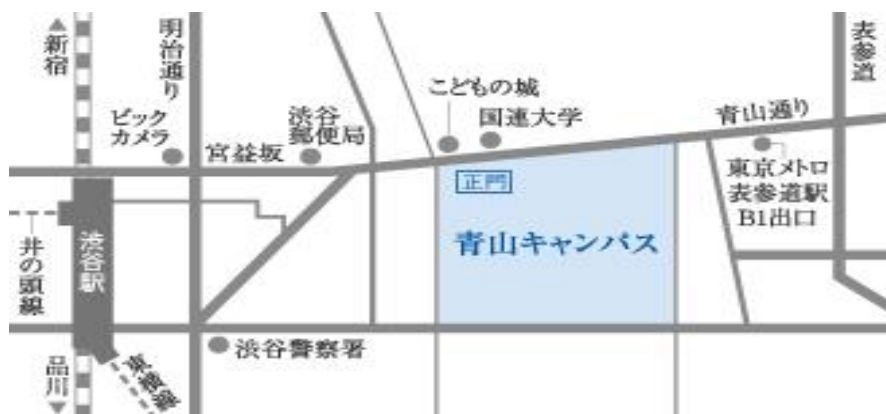 ▲新宿
明治通り
ビック
カメラ
宮益坂
渋谷
郵便局
こどもの城
国連大学
青山通り
表参道
東京メトロ
表参道駅
B1出口
正門
青山キャンパス
渋谷駅
井の頭線
渋谷警察署
東横線
品川▼